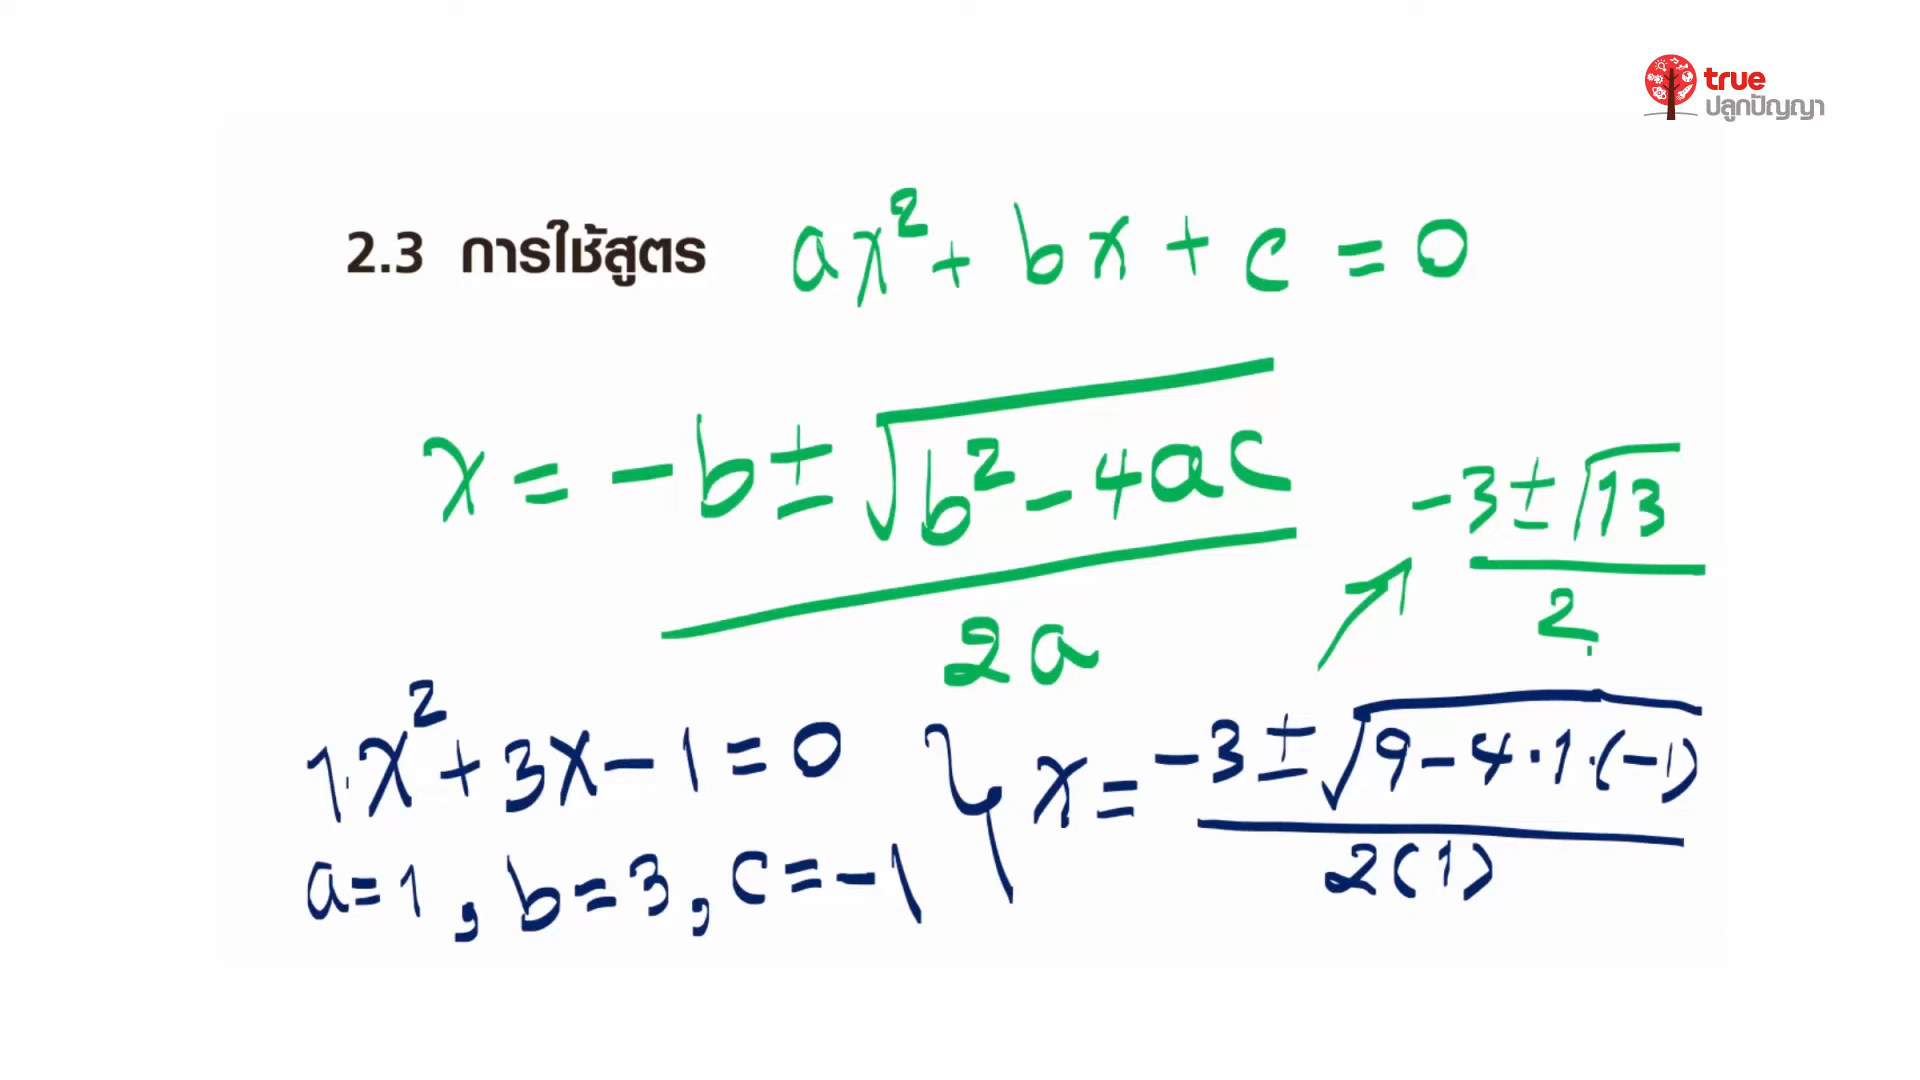 true
ปลูกปัญญา
2.3 การใช้สูตร ax² + bx + c = 0
x = -b ± √(b² - 4ac)
2a
-3 ± √13
2
1·x² + 3x - 1 = 0
a = 1, b = 3, c = -1
x = -3 ± √(9 - 4·1·(-1))
2(1)